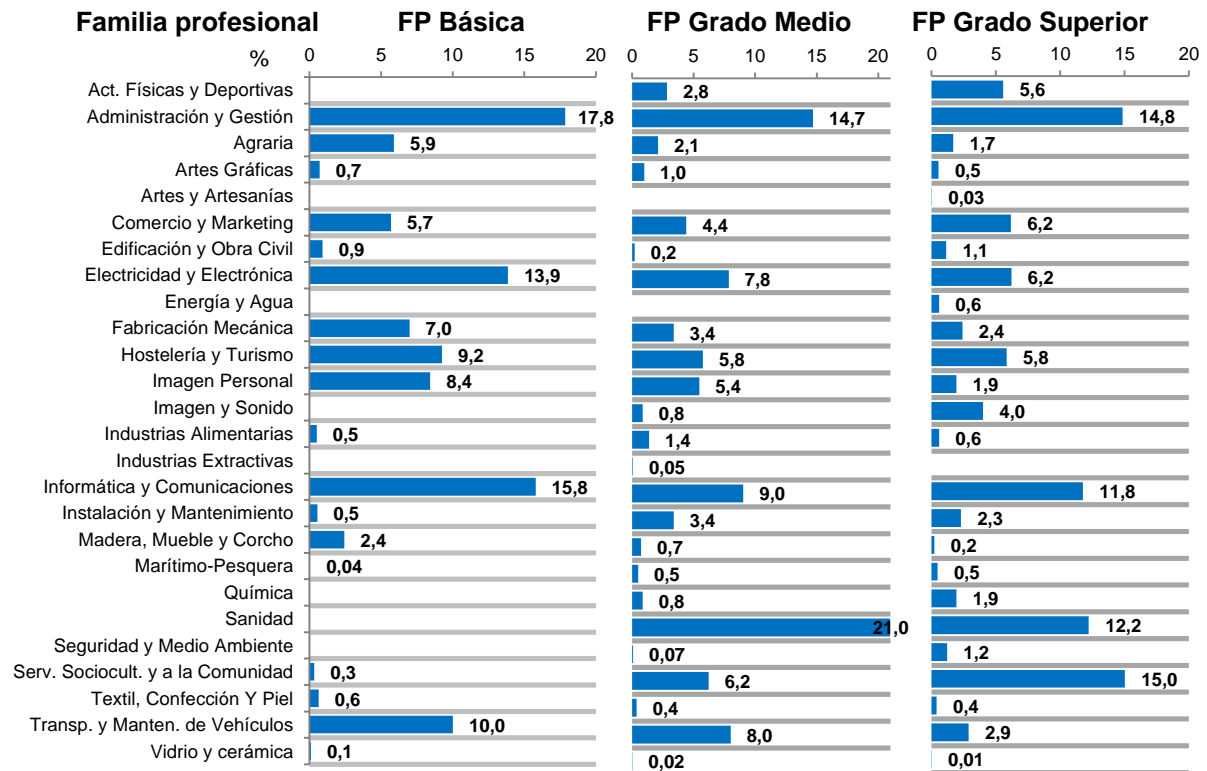 Familia profesional FP Básica FP Grado Medio FP Grado Superior
% 0 5 10 15 20 0 5 10 15 20 0 5 10 15 20
Act. Físicas y Deportivas 2,8 5,6
Administración y Gestión 17,8 14,7 14,8
Agraria 5,9 2,1 1,7
Artes Gráficas 0,7 1,0 0,5
Artes y Artesanías 0,03
Comercio y Marketing 5,7 4,4 6,2
Edificación y Obra Civil 0,9 0,2 1,1
Electricidad y Electrónica 13,9 7,8 6,2
Energía y Agua 0,6
Fabricación Mecánica 7,0 3,4 2,4
Hostelería y Turismo 9,2 5,8 5,8
Imagen Personal 8,4 5,4 1,9
Imagen y Sonido 0,8 4,0
Industrias Alimentarias 0,5 1,4 0,6
Industrias Extractivas 0,05
Informática y Comunicaciones 15,8 9,0 11,8
Instalación y Mantenimiento 0,5 3,4 2,3
Madera, Mueble y Corcho 2,4 0,7 0,2
Marítimo-Pesquera 0,04 0,5 0,5
Química 0,8 1,9
Sanidad 21,0 12,2
Seguridad y Medio Ambiente 0,07 1,2
Serv. Sociocult. y a la Comunidad 0,3 6,2 15,0
Textil, Confección Y Piel 0,6 0,4 0,4
Transp. y Manten. de Vehículos 10,0 8,0 2,9
Vidrio y cerámica 0,1 0,02 0,01